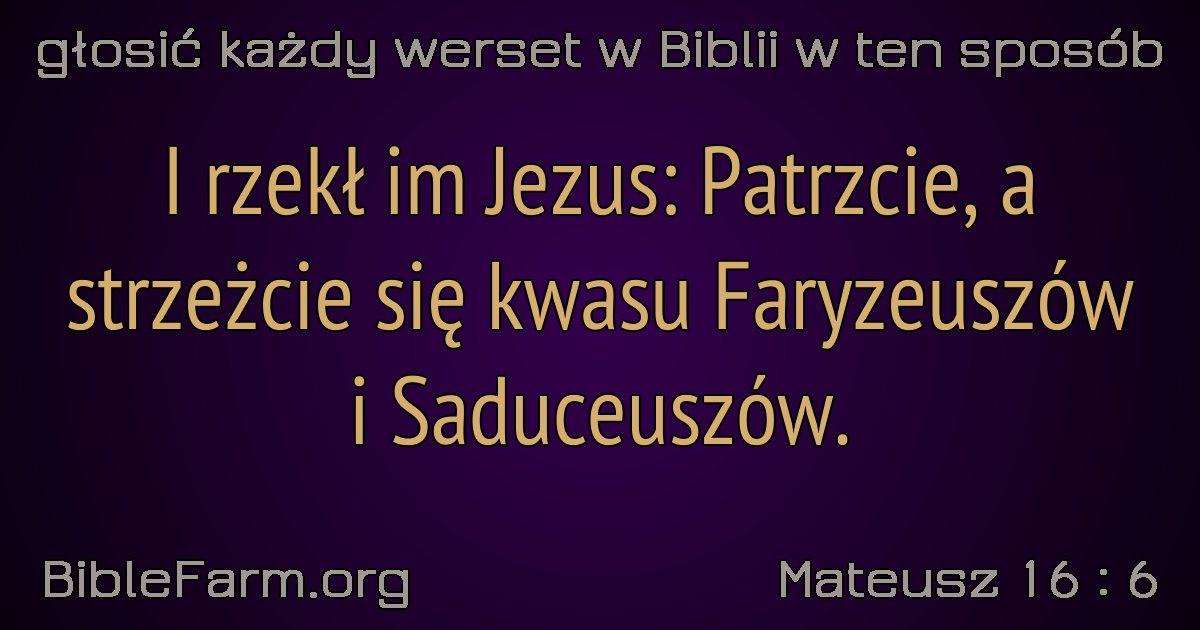 głosić każdy werset w Biblii w ten sposób
I rzekł im Jezus: Patrzcie, a
strzeżcie się kwasu Faryzeuszów
i Saduceuszów.
BibleFarm.org
Mateusz 16 : 6